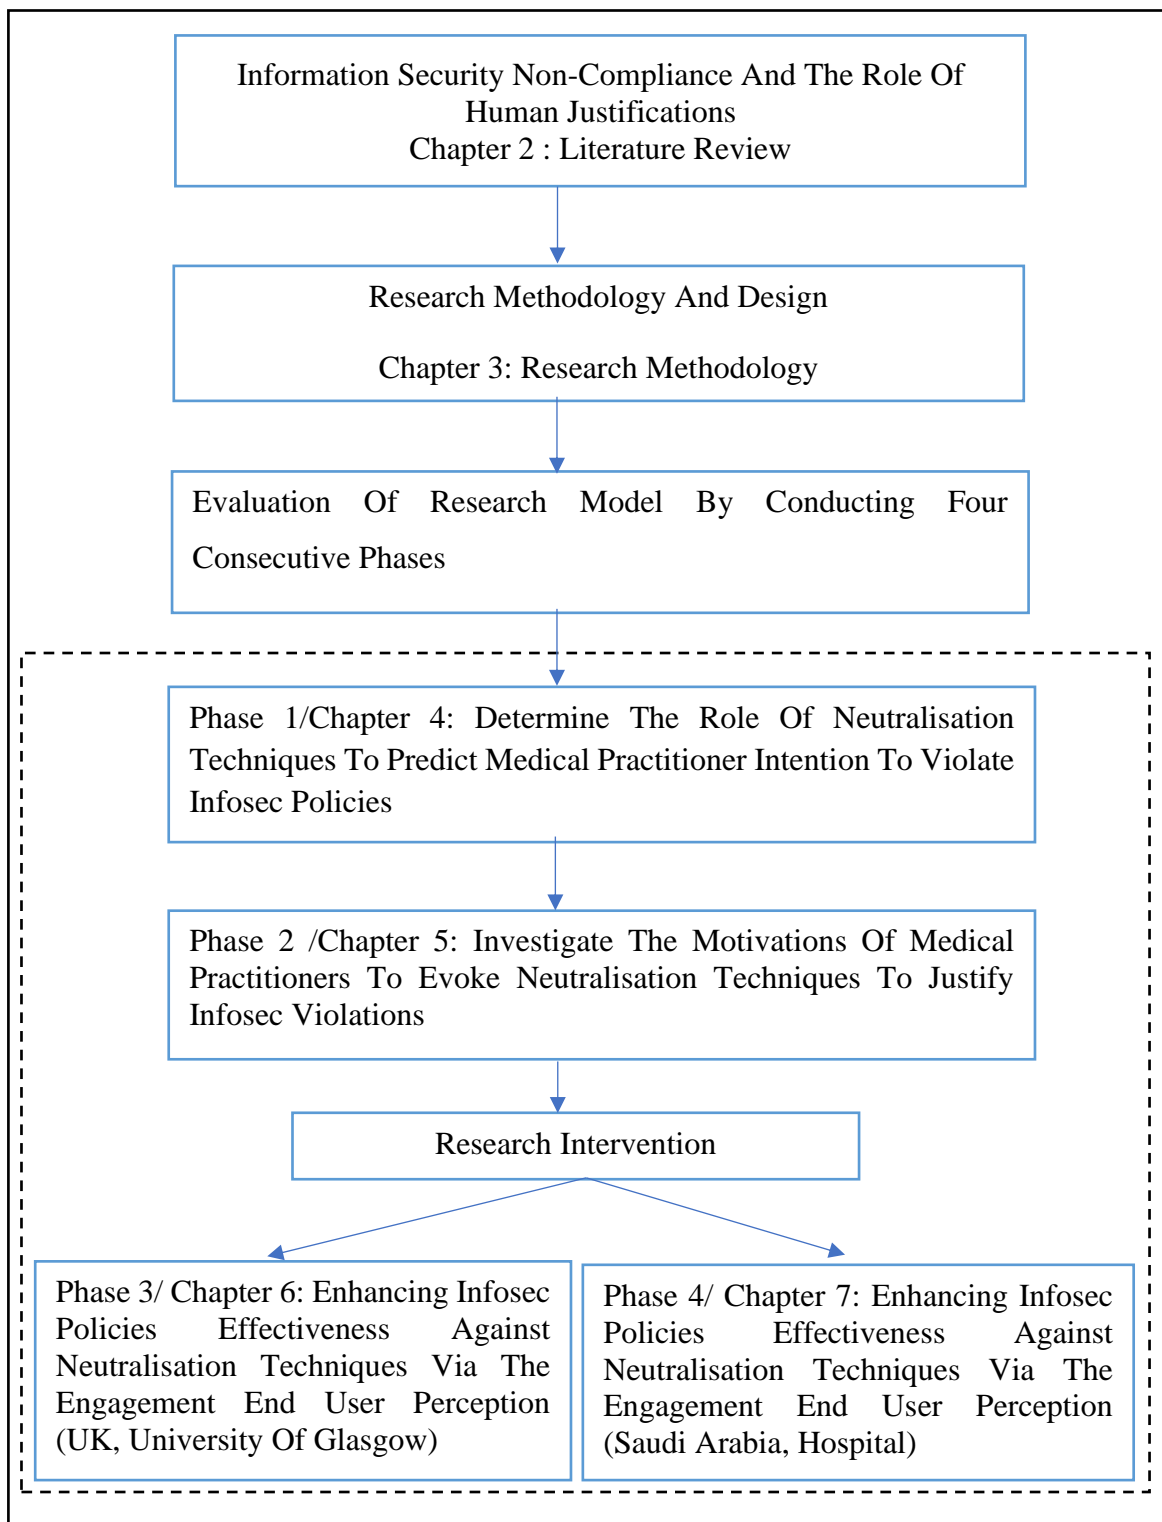 Information Security Non-Compliance And The Role Of
Human Justifications
Chapter 2 : Literature Review
Research Methodology And Design
Chapter 3: Research Methodology
Evaluation Of Research Model By Conducting Four
Consecutive Phases
Phase 1/Chapter 4: Determine The Role Of Neutralisation
Techniques To Predict Medical Practitioner Intention To Violate
Infosec Policies
Phase 2 /Chapter 5: Investigate The Motivations Of Medical
Practitioners To Evoke Neutralisation Techniques To Justify
Infosec Violations
Research Intervention
Phase 3/ Chapter 6: Enhancing Infosec
Policies Effectiveness Against
Neutralisation Techniques Via The
Engagement End User Perception
(UK, University Of Glasgow)
Phase 4/ Chapter 7: Enhancing Infosec
Policies Effectiveness Against
Neutralisation Techniques Via The
Engagement End User Perception
(Saudi Arabia, Hospital)